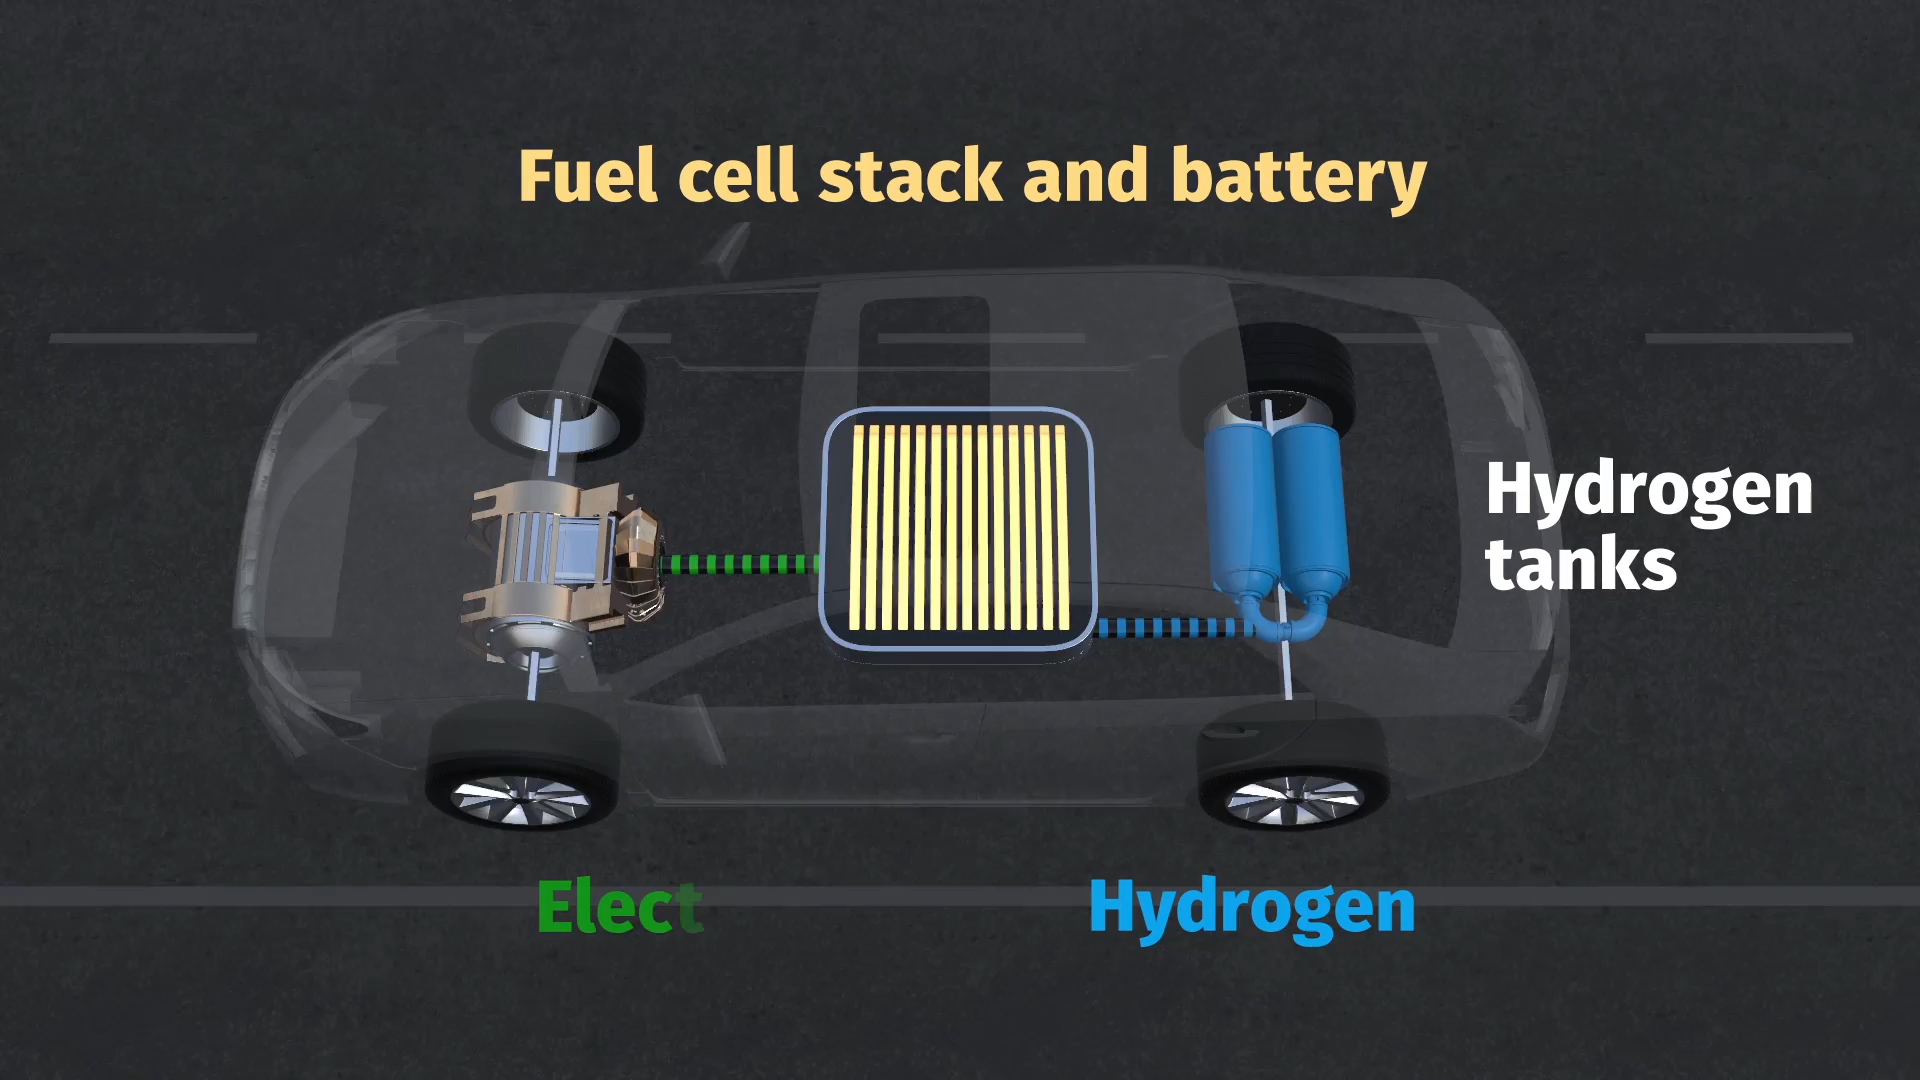 Fuel cell stack and battery
Hydrogen
tanks
Elect
Hydrogen